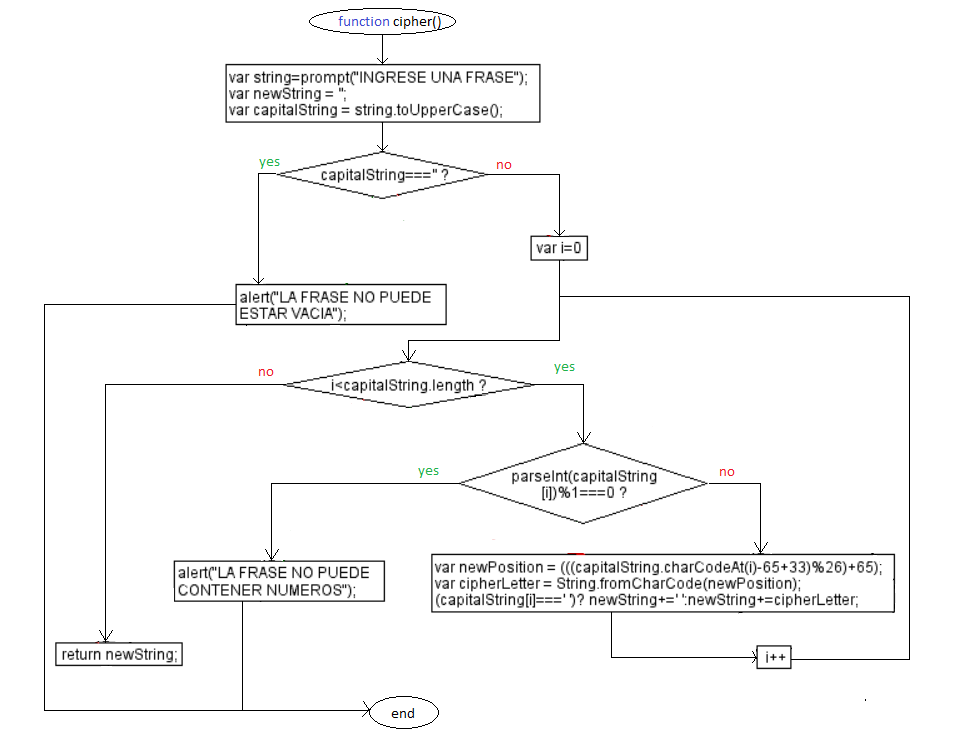 function cipher()
var string=prompt("INGRESE UNA FRASE");
var newString = '';
var capitalString = string.toUpperCase();
yes
no
capitalString==='' ?
var i=0
alert("LA FRASE NO PUEDE
ESTAR VACIA");
no
yes
i<capitalString.length ?
yes
no
parseInt(capitalString
[i])%1===0 ?
alert("LA FRASE NO PUEDE
CONTENER NUMEROS");
var newPosition = (((capitalString.charCodeAt(i)-65+33)%26)+65);
var cipherLetter = String.fromCharCode(newPosition);
(capitalString[i]===' ')? newString+=' ':newString+=cipherLetter;
return newString;
i++
end